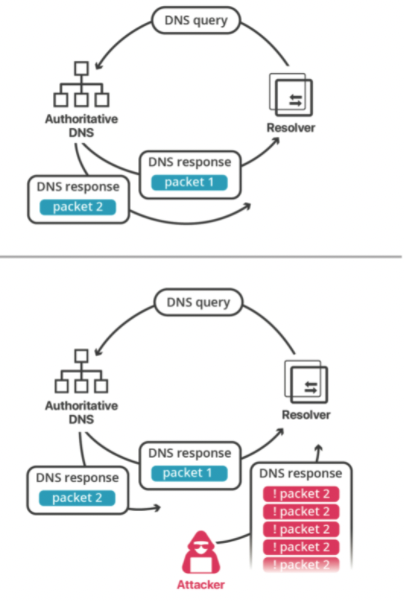 DNS query
Authoritative
DNS
Resolver
DNS response
packet 1
DNS response
packet 2
DNS query
Authoritative
DNS
Resolver
DNS response
packet 1
DNS response
packet 2
DNS response
! packet 2
! packet 2
! packet 2
! packet 2
! packet 2
Attacker